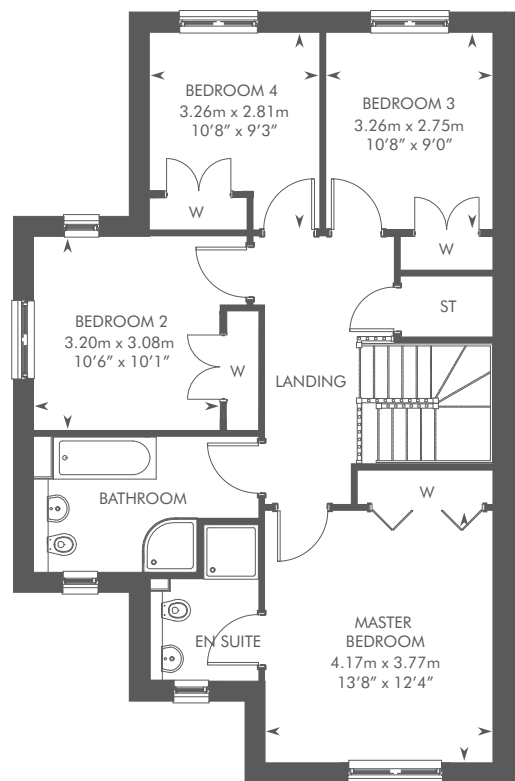 BEDROOM 4
3.26m x 2.81m
10'8" x 9'3"
BEDROOM 3
3.26m x 2.75m
10'8" x 9'0"
W
W
ST
BEDROOM 2
3.20m x 3.08m
10'6" x 10'1"
W
LANDING
BATHROOM
W
EN SUITE
MASTER
BEDROOM
4.17m x 3.77m
13'8" x 12'4"